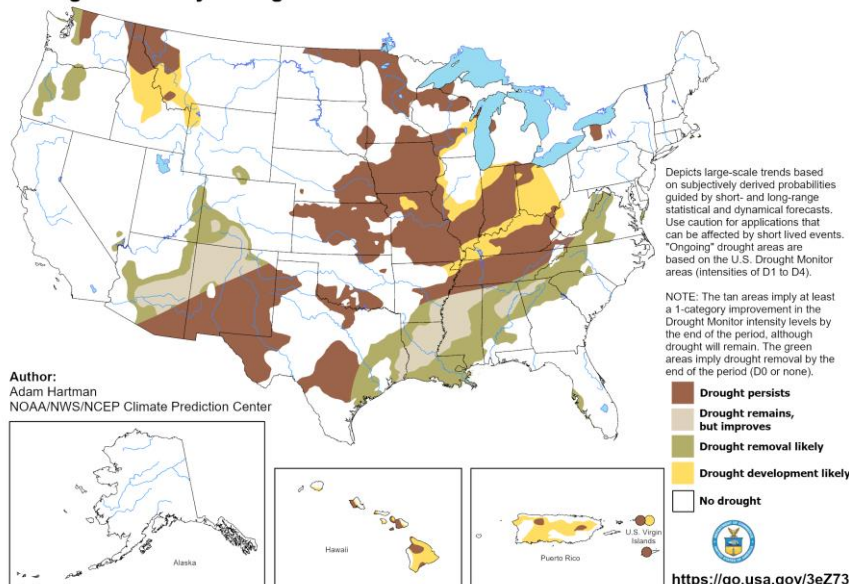 Depicts large-scale trends based
on subjectively derived probabilities
guided by short- and long-range
statistical and dynamical forecasts.
Use caution for applications that
can be affected by short lived events.
"Ongoing" drought areas are
based on the U.S. Drought Monitor
areas (intensities of D1 to D4).
NOTE: The tan areas imply at least
a 1-category improvement in the
Drought Monitor intensity levels by
the end of the period, although
drought will remain. The green
areas imply drought removal by the
end of the period (D0 or none).
Author:
Adam Hartman
NOAA/NWS/NCEP Climate Prediction Center
Drought persists
Drought remains,
but improves
Drought removal likely
Drought development likely
No drought
Alaska
Hawaii
Puerto Rico
U.S. Virgin
Islands
https://go.usa.gov/3eZ73